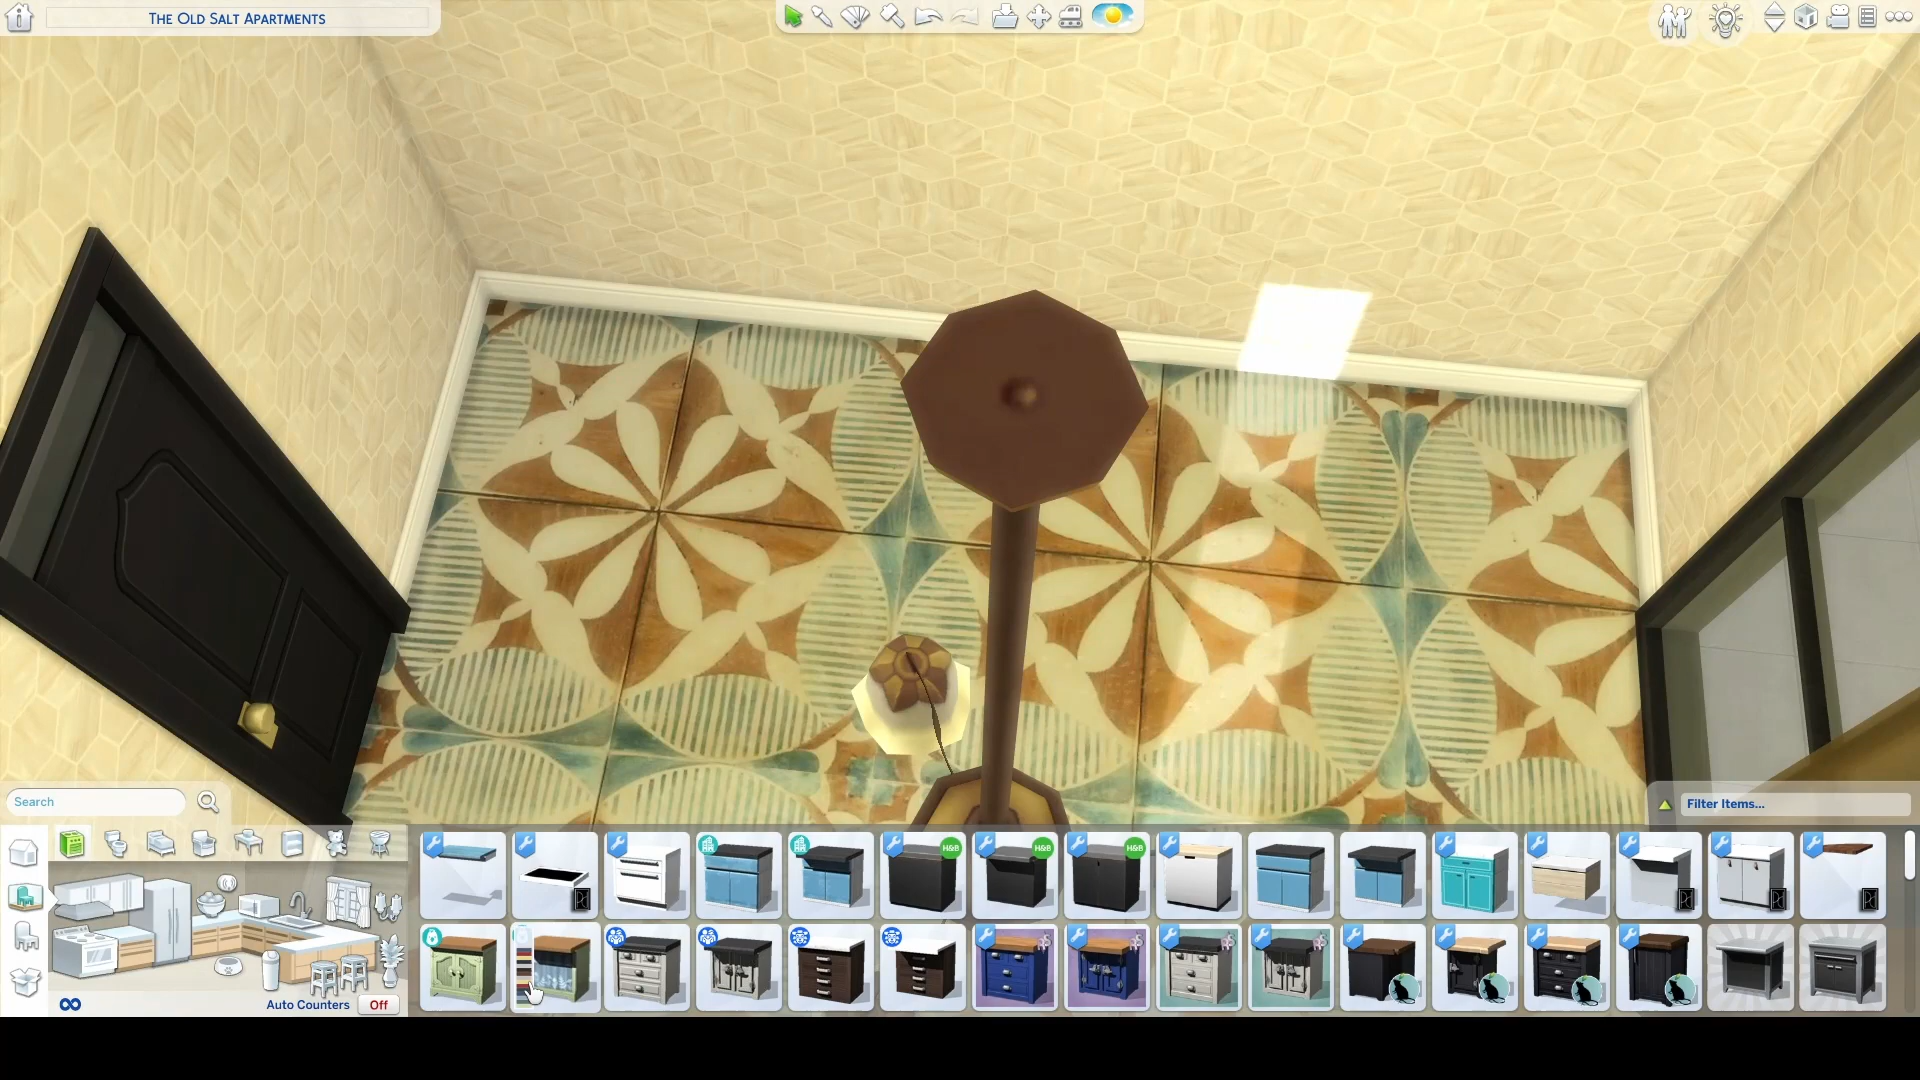 THE OLD SALT APARTMENTS
Search
Filter Items...
H&B
H&B
H&B
Auto Counters
Off